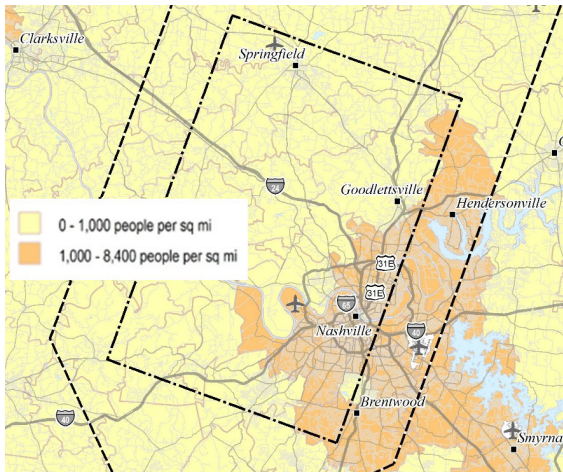 Clarksville
Springfield
24
Goodlettsville
Hendersonville
0 - 1,000 people per sq mi
1,000 - 8,400 people per sq mi
31E
31E
65
Nashville
40
Brentwood
40
Smyrna